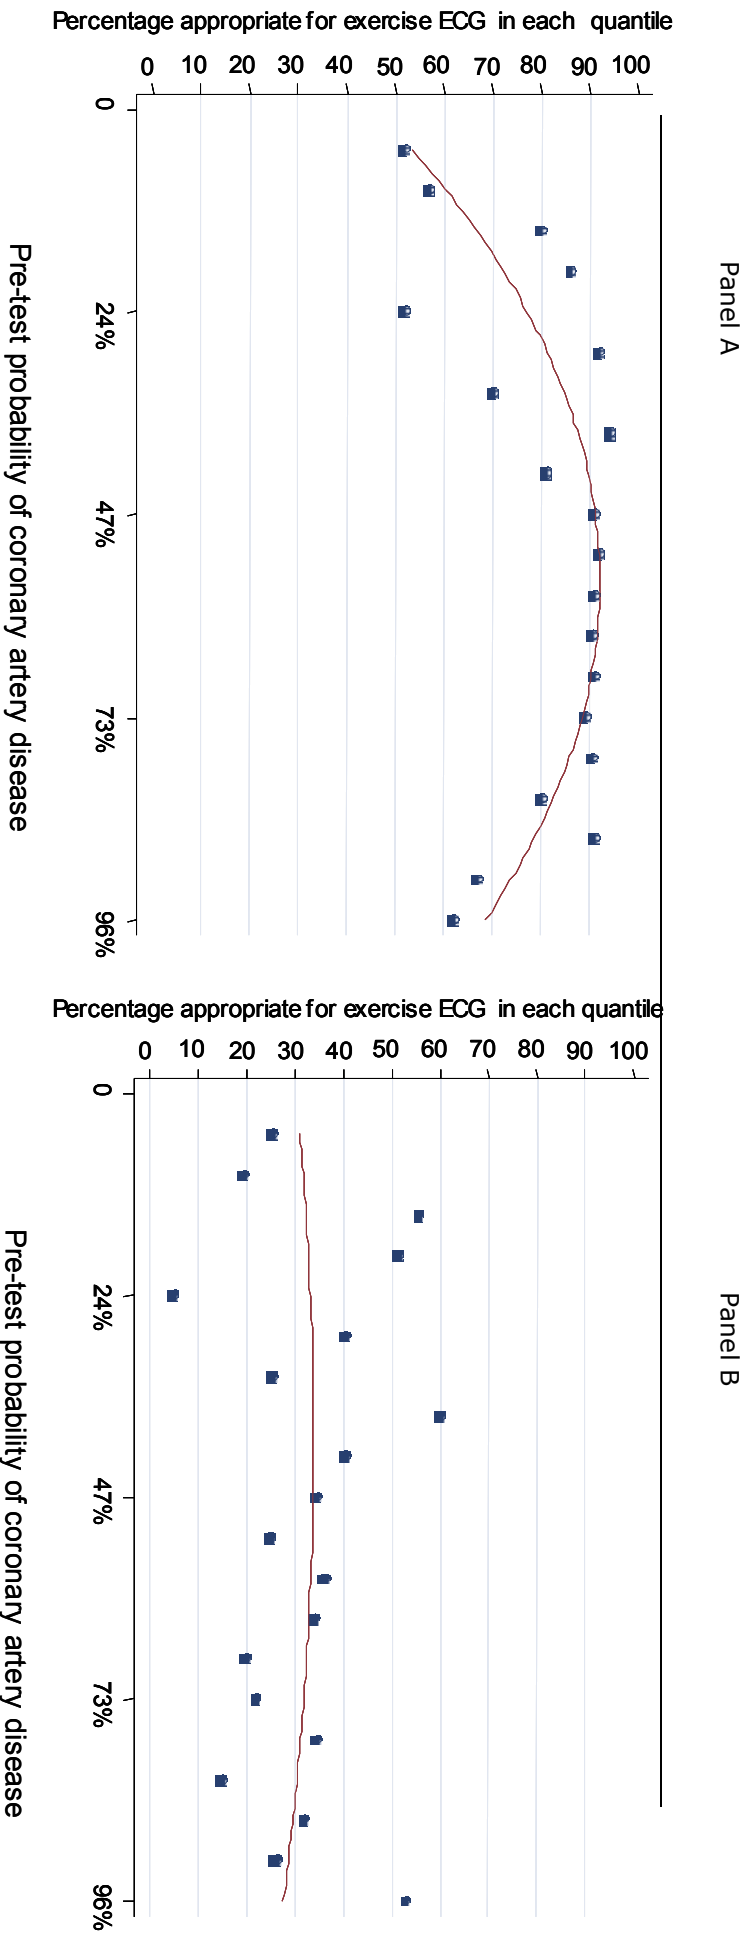 Panel A
Percentage appropriate for exercise ECG in each quantile
0 10 20 30 40 50 60 70 80 90 100
0 24% 47% 73% 96%
Pre-test probability of coronary artery disease
Panel B
Percentage appropriate for exercise ECG in each quantile
0 10 20 30 40 50 60 70 80 90 100
0 24% 47% 73% 96%
Pre-test probability of coronary artery disease